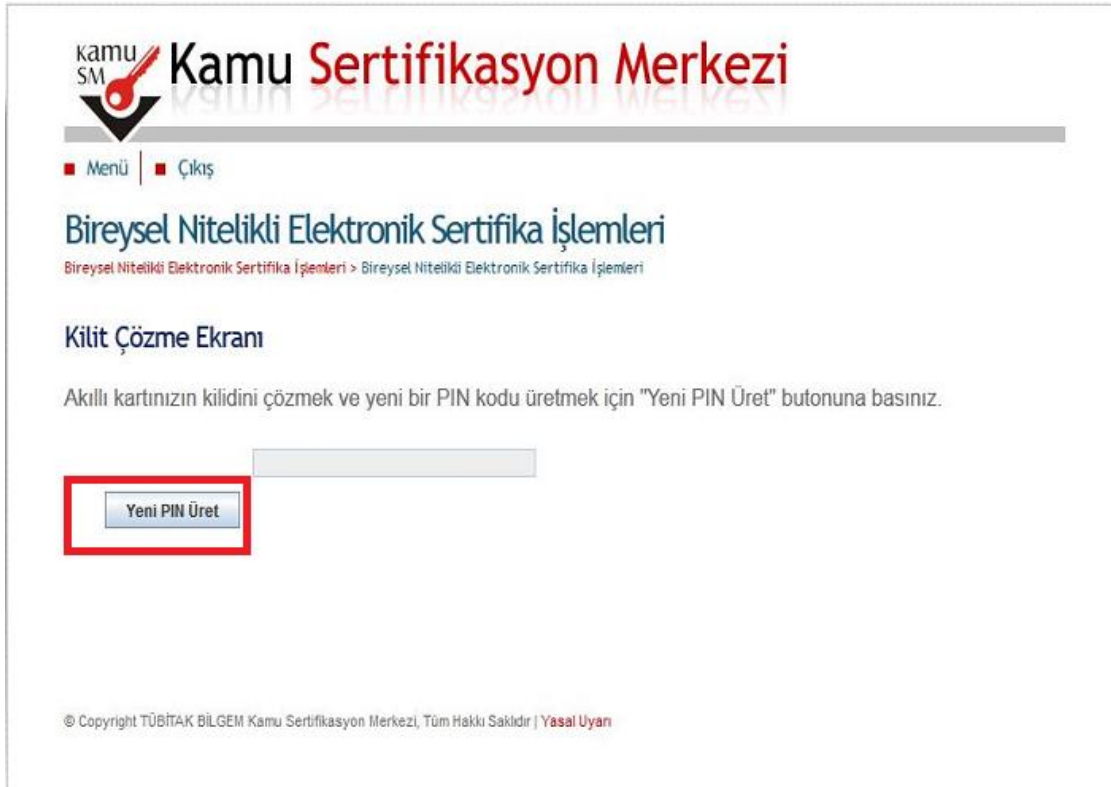 kamu
SM
Kamu Sertifikasyon Merkezi
Menü | Çıkış
Bireysel Nitelikli Elektronik Sertifika İşlemleri
Bireysel Nitelikli Elektronik Sertifika İşlemleri > Bireysel Nitelikli Elektronik Sertifika İşlemleri
Kilit Çözme Ekranı
Akıllı kartınızın kilidini çözmek ve yeni bir PIN kodu üretmek için "Yeni PIN Üret" butonuna basınız.
Yeni PIN Üret
© Copyright TÜBİTAK BİLGEM Kamu Sertifikasyon Merkezi, Tüm Hakkı Saklıdır | Yasal Uyarı